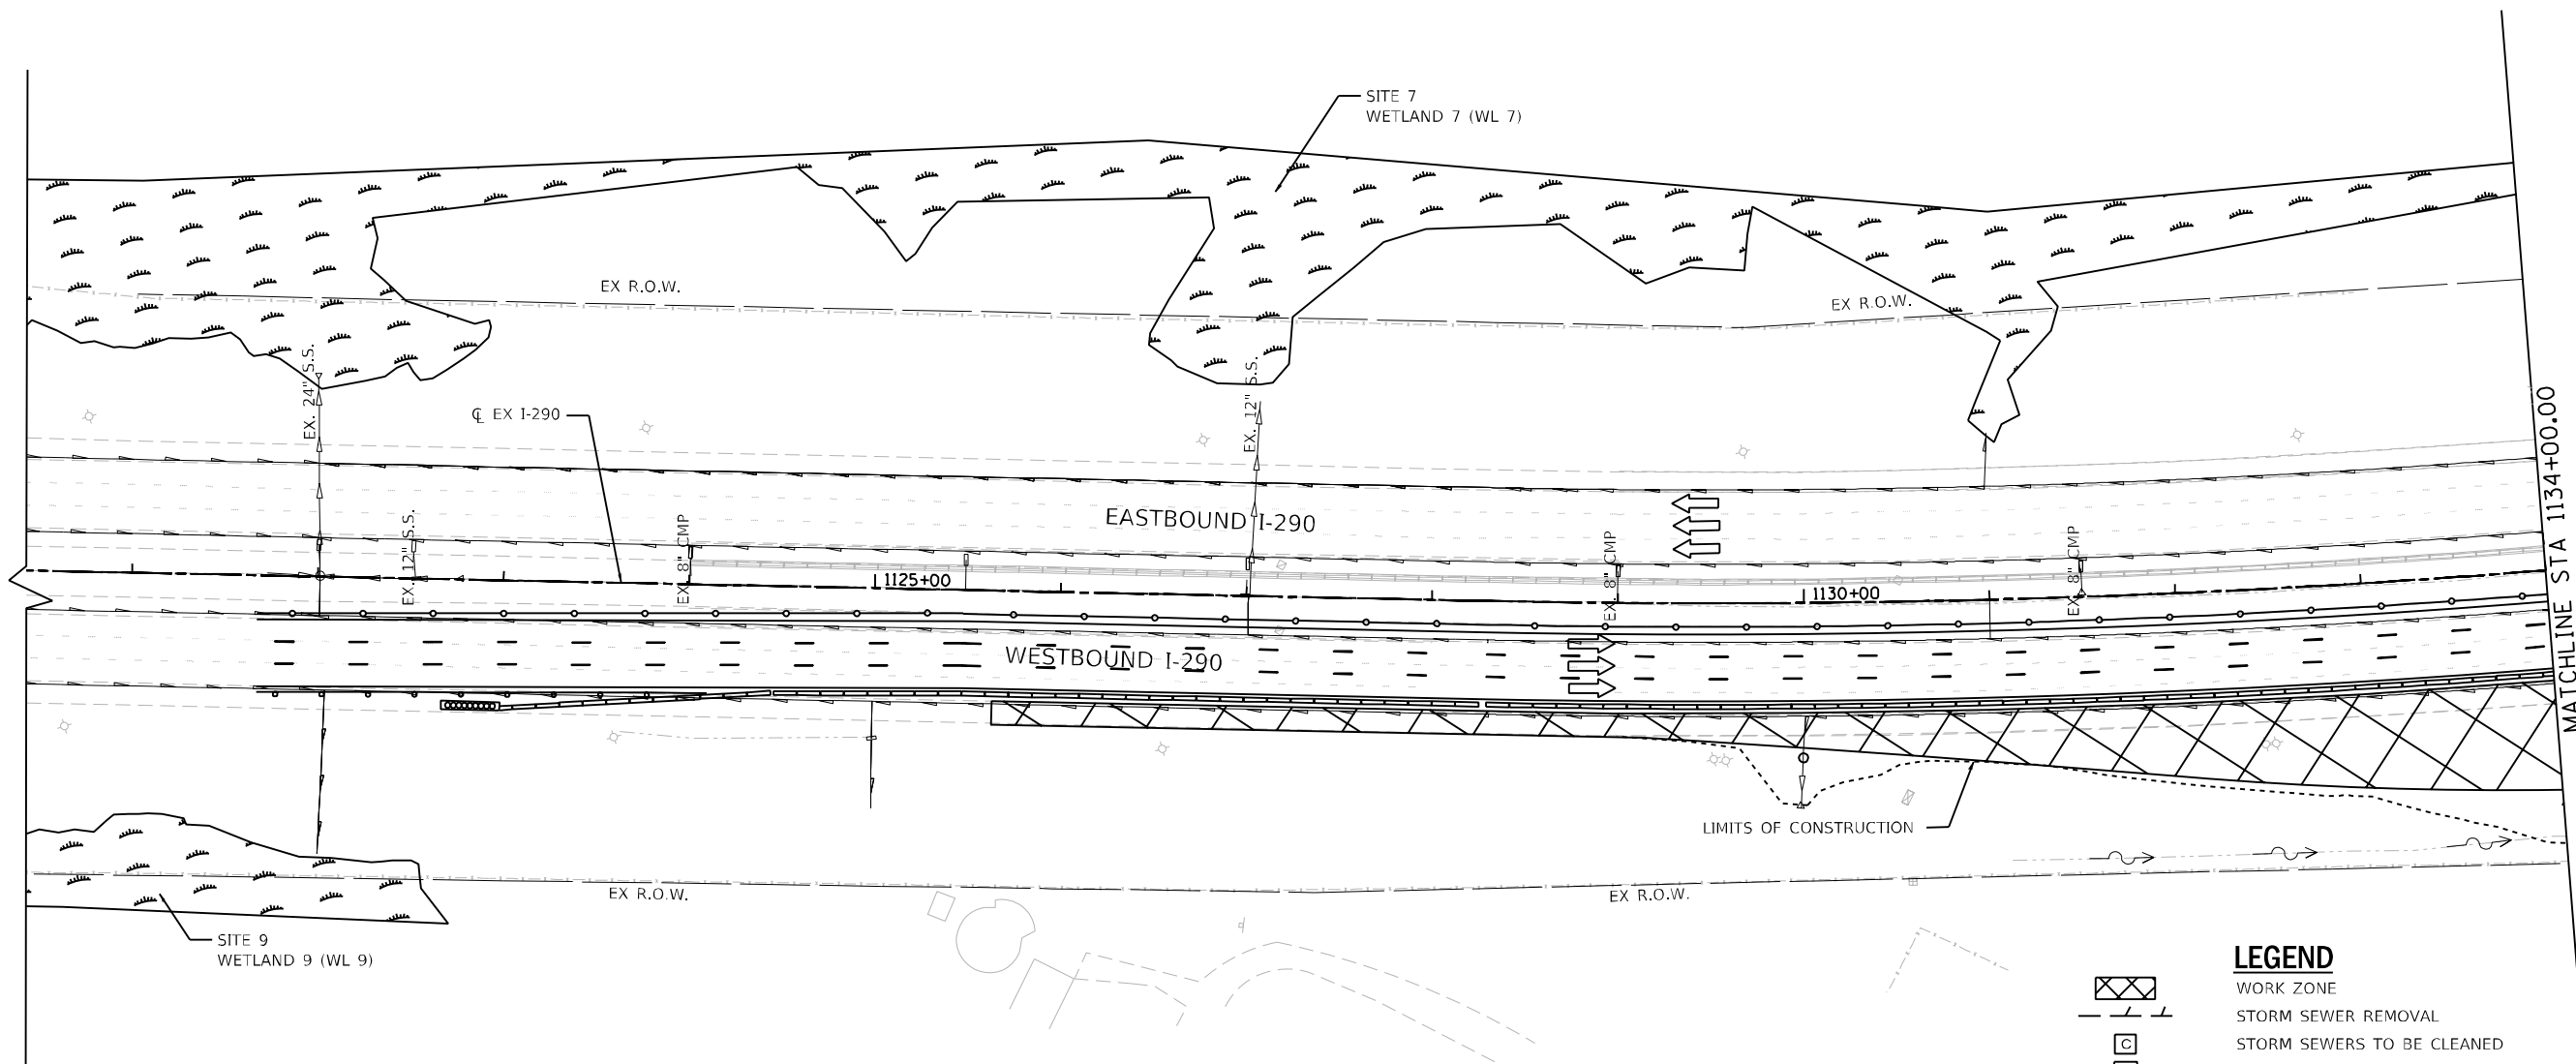 SITE 7
WETLAND 7 (WL 7)
EX R.O.W.
EX R.O.W.
EX. 24" S.S.
℄ EX I-290
EX. 12" S.S.
EX. 12" S.S.
EX. 8" CMP
EASTBOUND I-290
EX. 8" CMP
EX. 8" CMP
1125+00
1130+00
WESTBOUND I-290
MATCHLINE STA 1134+00.00
LIMITS OF CONSTRUCTION
EX R.O.W.
EX R.O.W.
SITE 9
WETLAND 9 (WL 9)
LEGEND
WORK ZONE
STORM SEWER REMOVAL
C STORM SEWERS TO BE CLEANED